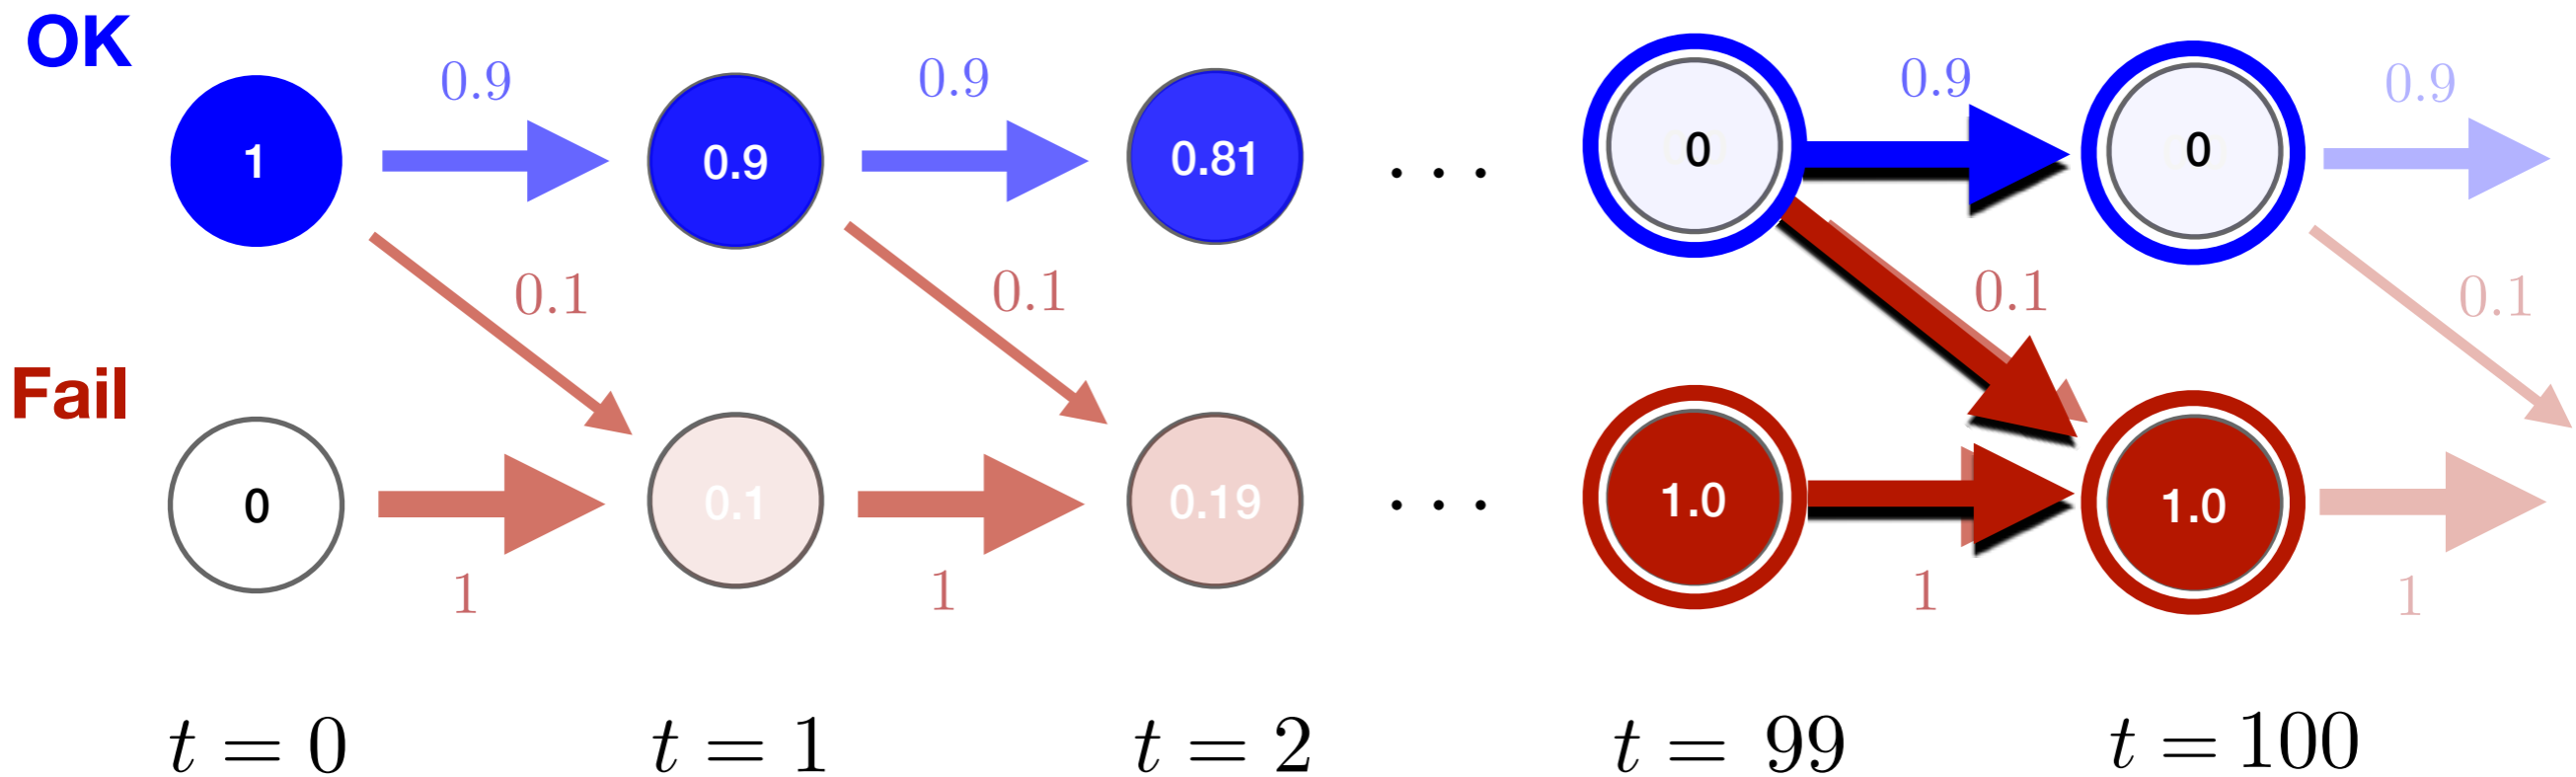 OK
0.9 0.9 0.9 0.9
1 0.9 0.81 · · · 0 0
0.1 0.1 0.1 0.1
Fail
0 0.1 0.19 · · · 1.0 1.0
1 1 1 1
t = 0 t = 1 t = 2 t = 99 t = 100